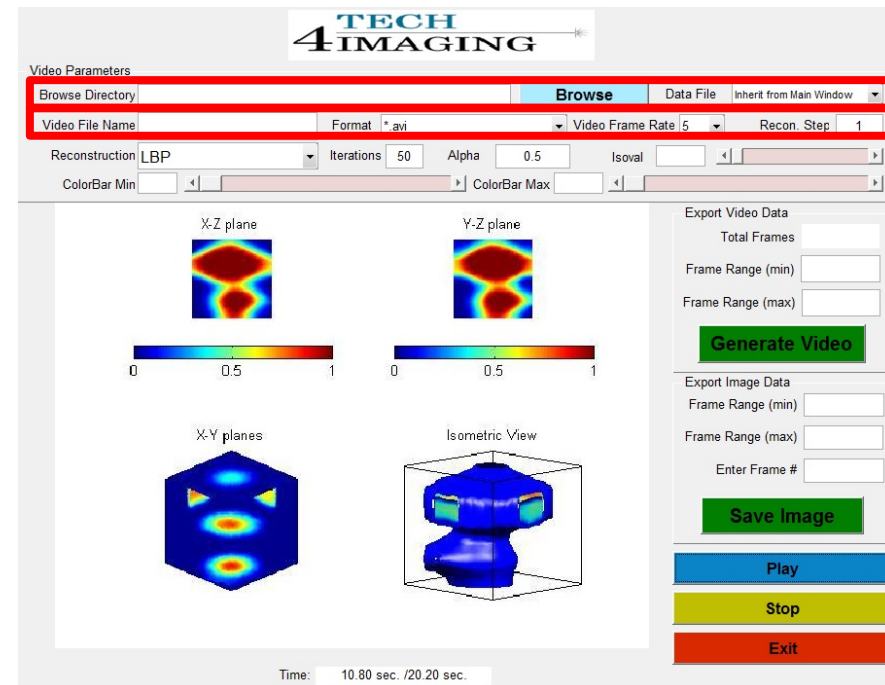 TECH
4IMAGING
Video Parameters
Browse Directory Browse Data File Inherit from Main Window
Video File Name Format *.avi Video Frame Rate 5 Recon. Step 1
Reconstruction LBP Iterations 50 Alpha 0.5 Isoval
ColorBar Min ColorBar Max
X-Z plane Y-Z plane
0 0.5 1 0 0.5 1
X-Y planes Isometric View
Export Video Data
Total Frames
Frame Range (min)
Frame Range (max)
Generate Video
Export Image Data
Frame Range (min)
Frame Range (max)
Enter Frame #
Save Image
Play
Stop
Exit
Time: 10.80 sec. /20.20 sec.